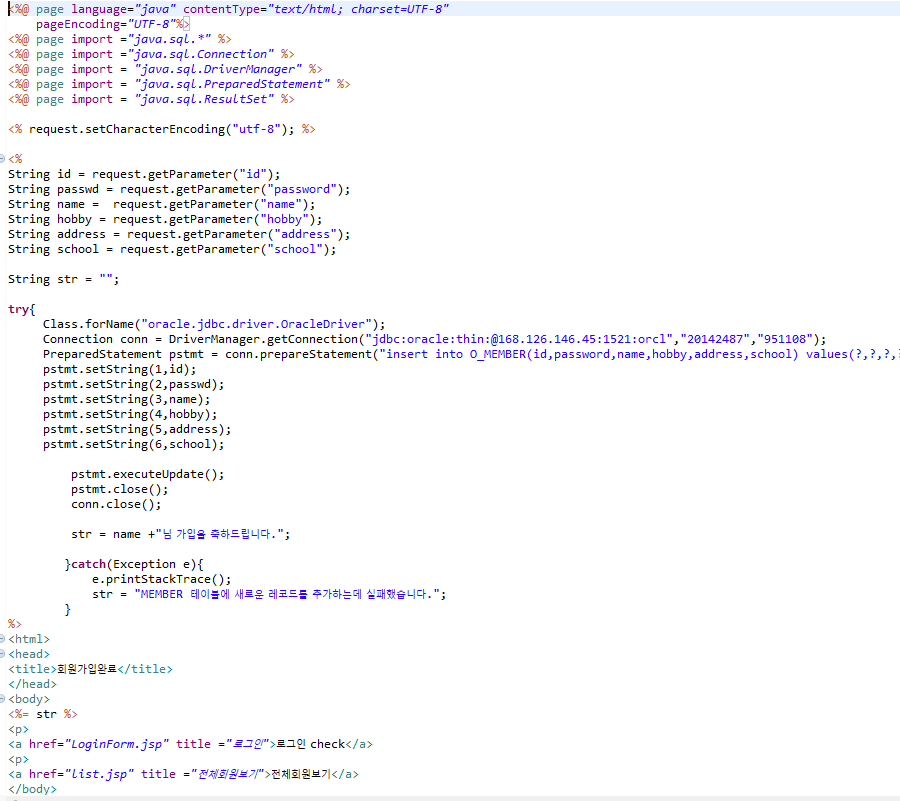 <%@ page language="java" contentType="text/html; charset=UTF-8"
    pageEncoding="UTF-8"%>
<%@ page import ="java.sql.*" %>
<%@ page import ="java.sql.Connection" %>
<%@ page import = "java.sql.DriverManager" %>
<%@ page import = "java.sql.PreparedStatement" %>
<%@ page import = "java.sql.ResultSet" %>
<% request.setCharacterEncoding("utf-8"); %>
<%
String id = request.getParameter("id");
String passwd = request.getParameter("password");
String name =  request.getParameter("name");
String hobby = request.getParameter("hobby");
String address = request.getParameter("address");
String school = request.getParameter("school");
String str = "";
try{
     Class.forName("oracle.jdbc.driver.OracleDriver");
     Connection conn = DriverManager.getConnection("jdbc:oracle:thin:@168.126.146.45:1521:orcl","20142487","951108");
     PreparedStatement pstmt = conn.prepareStatement("insert into O_MEMBER(id,password,name,hobby,address,school) values(?,?,?,?
     pstmt.setString(1,id);
     pstmt.setString(2,passwd);
     pstmt.setString(3,name);
     pstmt.setString(4,hobby);
     pstmt.setString(5,address);
     pstmt.setString(6,school);
         pstmt.executeUpdate();
         pstmt.close();
         conn.close();
         str = name +"님 가입을 축하드립니다.";
        }catch(Exception e){
            e.printStackTrace();
            str = "MEMBER 테이블에 새로운 레코드를 추가하는데 실패했습니다.";
        }
%>
<html>
<head>
<title>회원가입완료</title>
</head>
<body>
<%= str %>
<p>
<a href="LoginForm.jsp" title ="로그인">로그인 check</a>
<p>
<a href="list.jsp" title ="전체회원보기">전체회원보기</a>
</body>